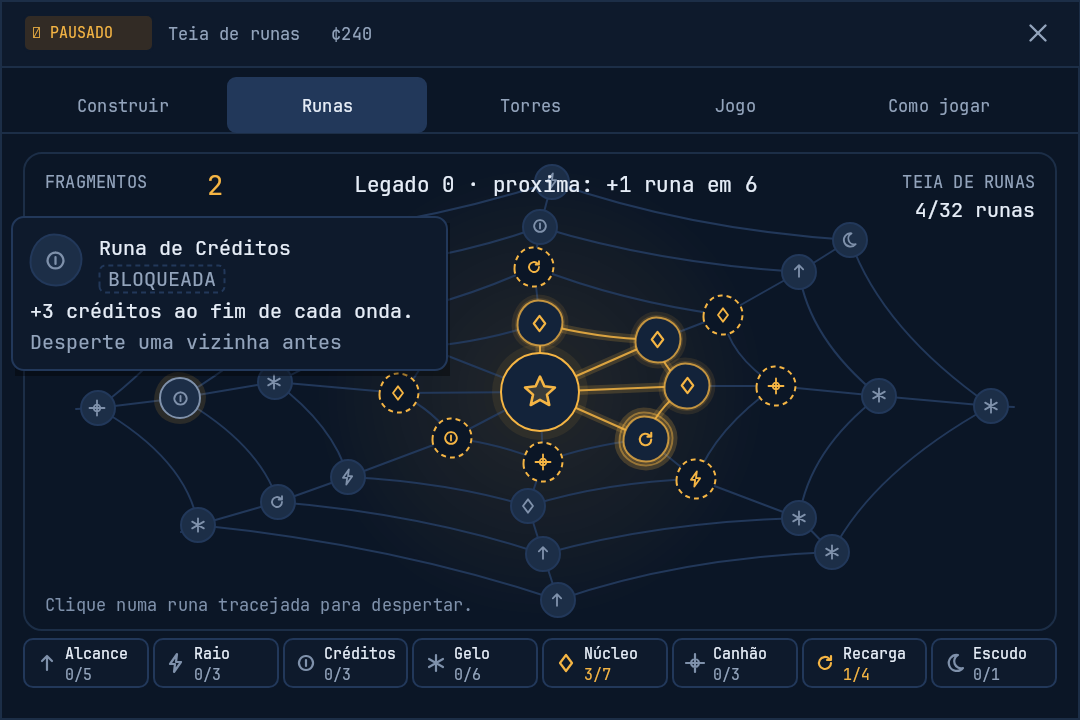 PAUSADO Teia de runas ₵240
Construir Runas Torres Jogo Como jogar
FRAGMENTOS 2
Legado 0 · proxima: +1 runa em 6
TEIA DE RUNAS
4/32 runas
Runa de Créditos
BLOQUEADA
+3 créditos ao fim de cada onda.
Desperte uma vizinha antes
Clique numa runa tracejada para despertar.
Alcance
0/5
Raio
0/3
Créditos
0/3
Gelo
0/6
Núcleo
3/7
Canhão
0/3
Recarga
1/4
Escudo
0/1